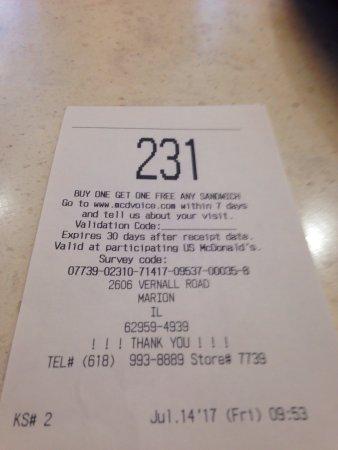 231
BUY ONE GET ONE FREE ANY SANDWICH
Go to www.mcdvoice.com within 7 days
and tell us about your visit.
Validation Code:____________
Expires 30 days after receipt date.
Valid at participating US McDonald's.
Survey code:
07739-02310-71417-09537-00035-8
2606 VERNALL ROAD
MARION
IL
62959-4939
! ! ! THANK YOU ! ! !
TEL# (618) 993-8889 Store# 7739
KS# 2 Jul.14'17 (Fri) 09:53